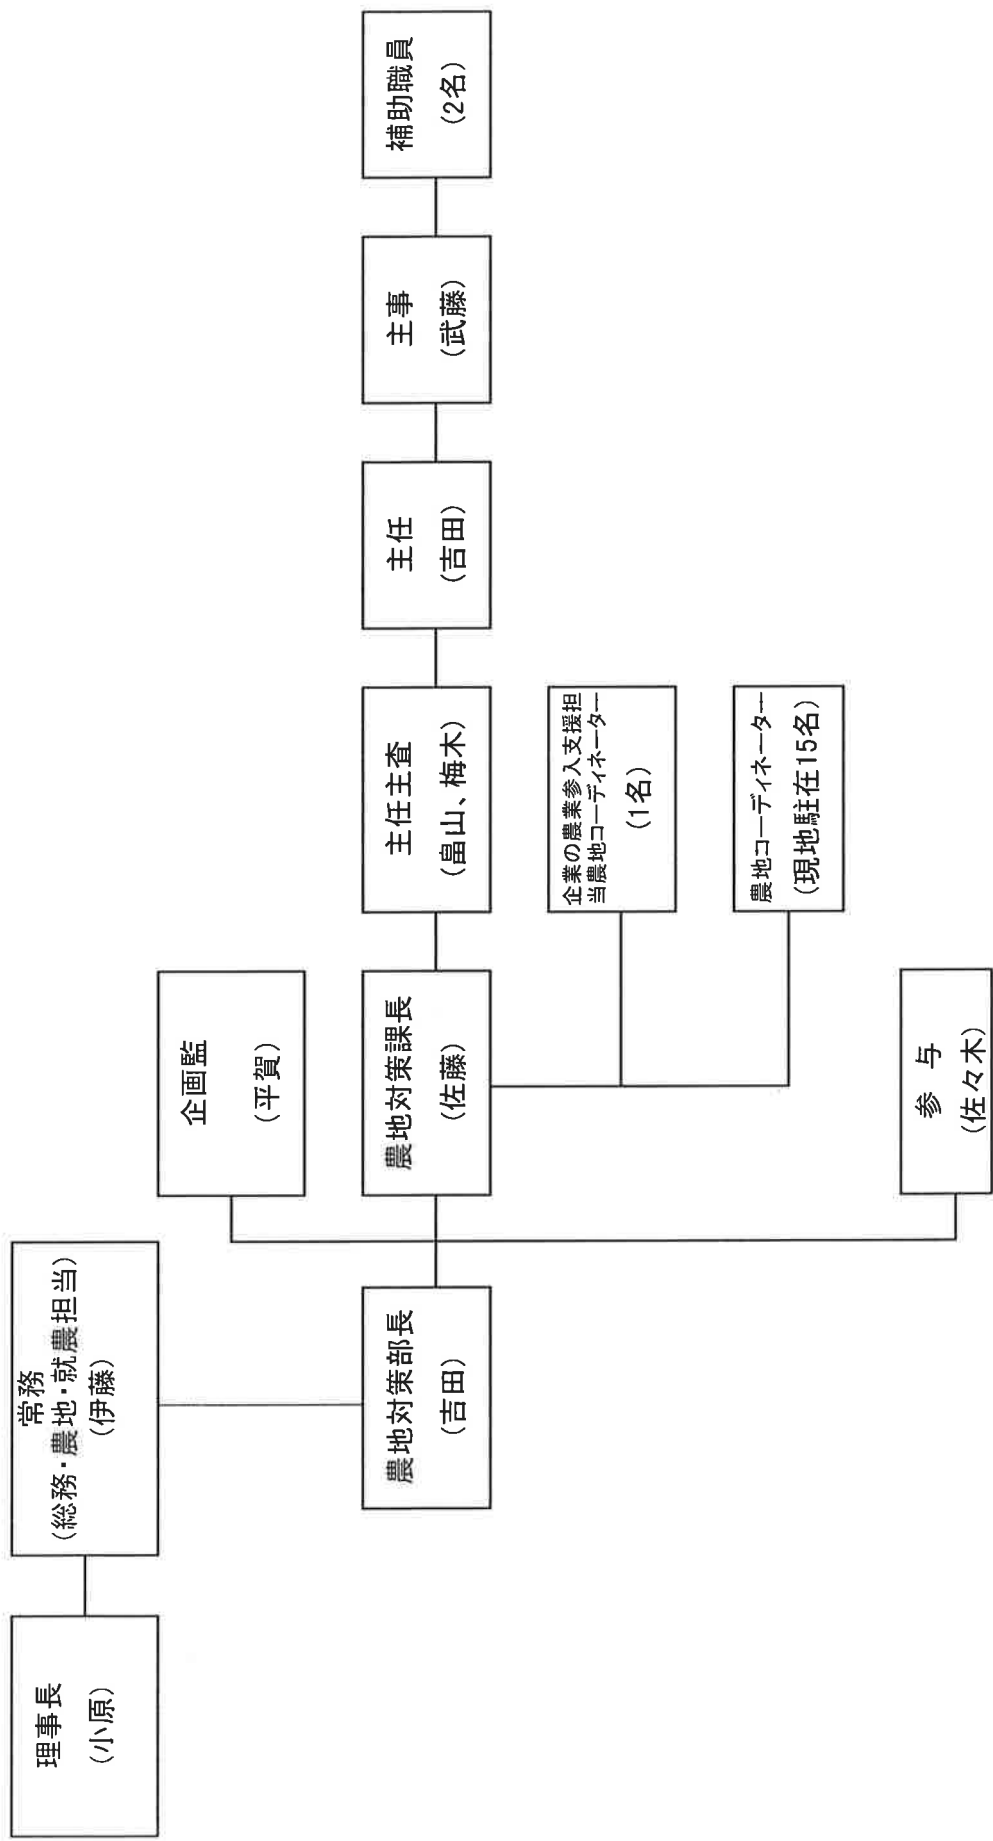 理事長
(小原)
常務
(総務・農地・就農担当)
(伊藤)
農地対策部長
(吉田)
企画監
(平賀)
農地対策課長
(佐藤)
参 与
(佐々木)
主任主査
(畠山、梅木)
企業の農業参入支援担
当農地コーディネーター
(1名)
農地コーディネーター
(現地駐在15名)
主任
(吉田)
主事
(武藤)
補助職員
(2名)